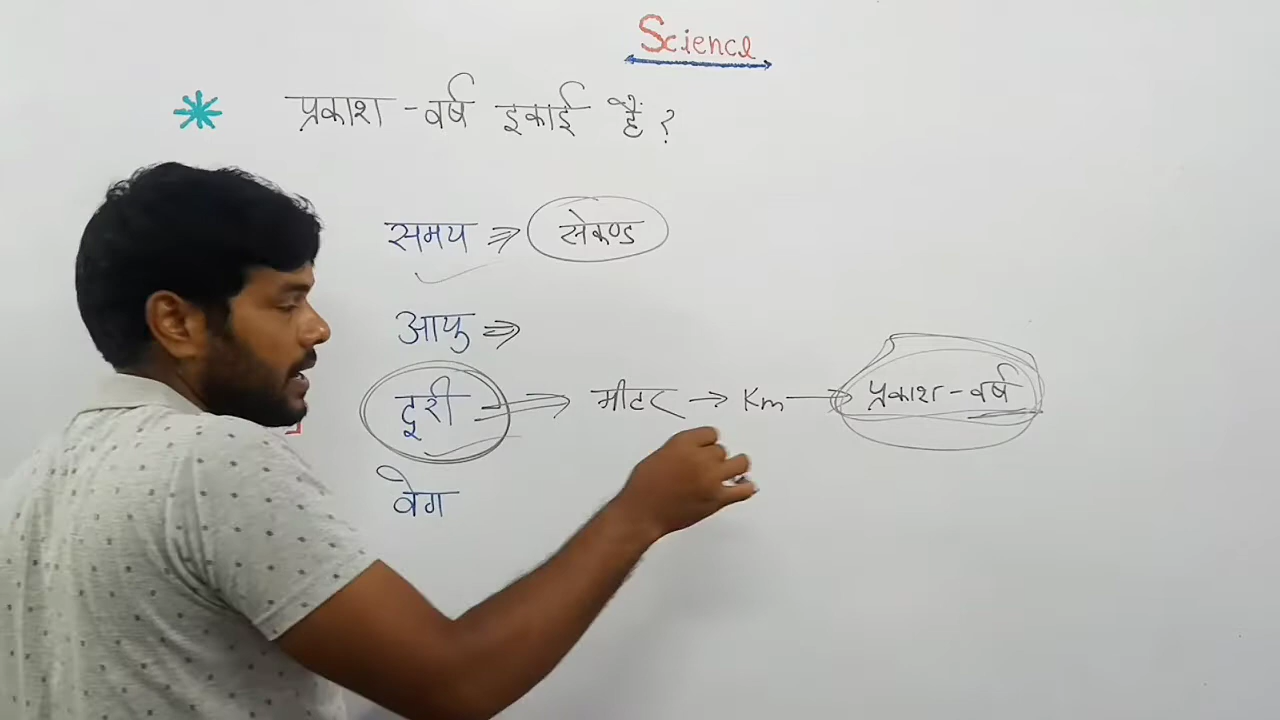 Science
प्रकाश-वर्ष इकाई हैं ?
समय ⇒ सेकण्ड
आयु ⇒
दूरी ⇒ मीटर → Km → प्रकाश-वर्ष
वेग